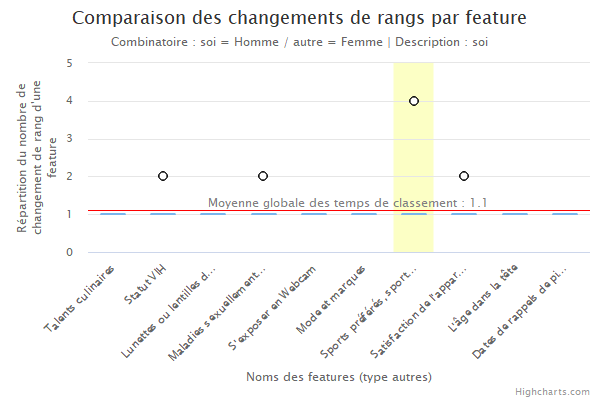 Comparaison des changements de rangs par feature
Combinatoire : soi = Homme / autre = Femme | Description : soi
Répartition du nombre de
changement de rang d'une
feature
5
4
3
2
1
0
Moyenne globale des temps de classement : 1.1
Talents culinaires
Statut VIH
Lunettes ou lentilles d...
Maladies sexuellement...
S'exposer en Webcam
Mode et marques
Sports préférés, sport...
Satisfaction de l'appar...
L'âge dans la tête
Dates de rappels de pi...
Noms des features (type autres)
Highcharts.com